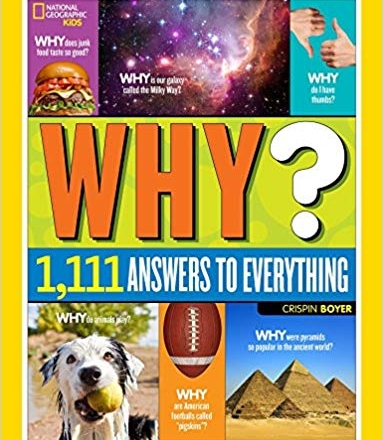 NATIONAL
GEOGRAPHIC
KiDS
WHY does junk
food taste so good?
WHY is our galaxy
called the Milky Way?
WHY
do I have
thumbs?
WHY?
1,111 ANSWERS TO EVERYTHING
CRISPIN BOYER
WHY do animals play?
WHY
are American
footballs called
"pigskins"?
WHY were pyramids
so popular in the ancient world?